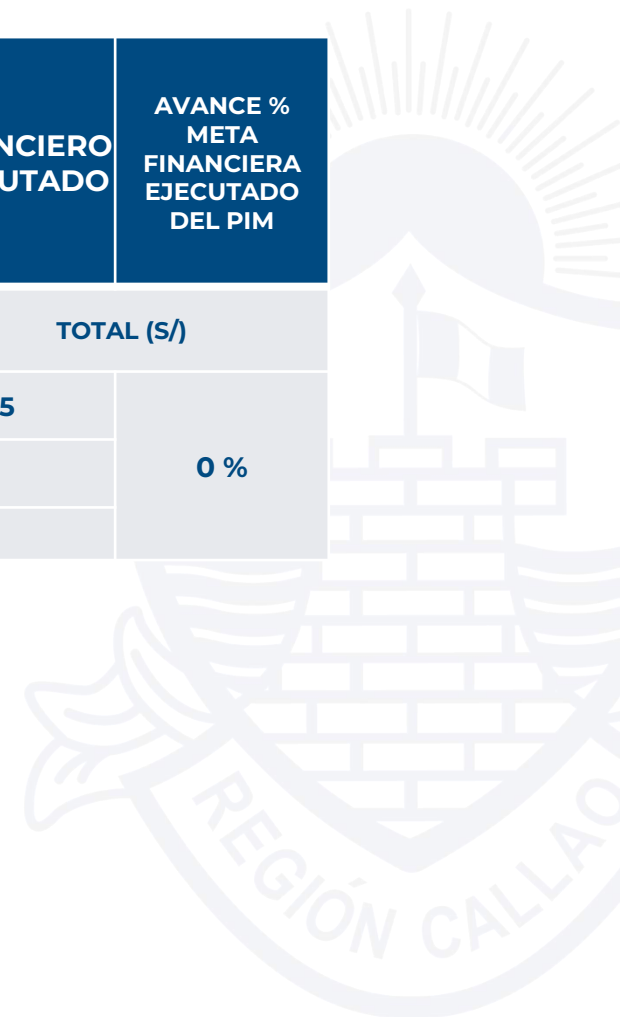 NCIERO
UTADO
AVANCE %
META
FINANCIERA
EJECUTADO
DEL PIM
TOTAL (S/)
5
0 %
REGIÓN CALLAO